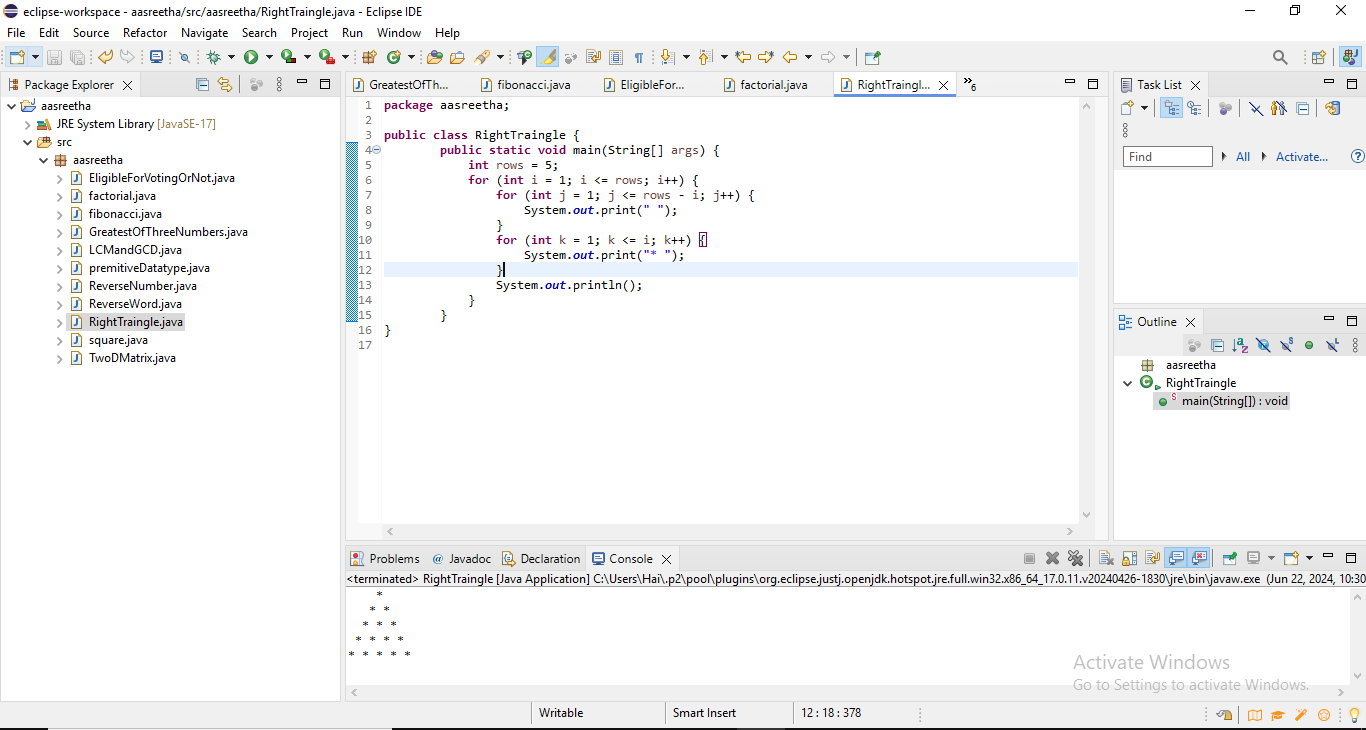 eclipse-workspace - aasreetha/src/aasreetha/RightTraingle.java - Eclipse IDE
File Edit Source Refactor Navigate Search Project Run Window Help
Package Explorer
aasreetha
JRE System Library [JavaSE-17]
src
aasreetha
EligibleForVotingOrNot.java
factorial.java
fibonacci.java
GreatestOfThreeNumbers.java
LCMandGCD.java
premitiveDatatype.java
ReverseNumber.java
ReverseWord.java
RightTraingle.java
square.java
TwoDMatrix.java
GreatestOfTh... fibonacci.java EligibleFor... factorial.java RightTraingl... »6
1 package aasreetha;
2
3 public class RightTraingle {
4 public static void main(String[] args) {
5 int rows = 5;
6 for (int i = 1; i <= rows; i++) {
7 for (int j = 1; j <= rows - i; j++) {
8 System.out.print(" ");
9 }
10 for (int k = 1; k <= i; k++) {
11 System.out.print("* ");
12 }
13 System.out.println();
14 }
15 }
16 }
17
Task List
Find All Activate...
Outline
aasreetha
RightTraingle
main(String[]) : void
Problems Javadoc Declaration Console
<terminated> RightTraingle [Java Application] C:\Users\Hai\.p2\pool\plugins\org.eclipse.justj.openjdk.hotspot.jre.full.win32.x86_64_17.0.11.v20240426-1830\jre\bin\javaw.exe (Jun 22, 2024, 10:30
*
* *
* * *
* * * *
* * * * *
Activate Windows
Go to Settings to activate Windows.
Writable Smart Insert 12 : 18 : 378